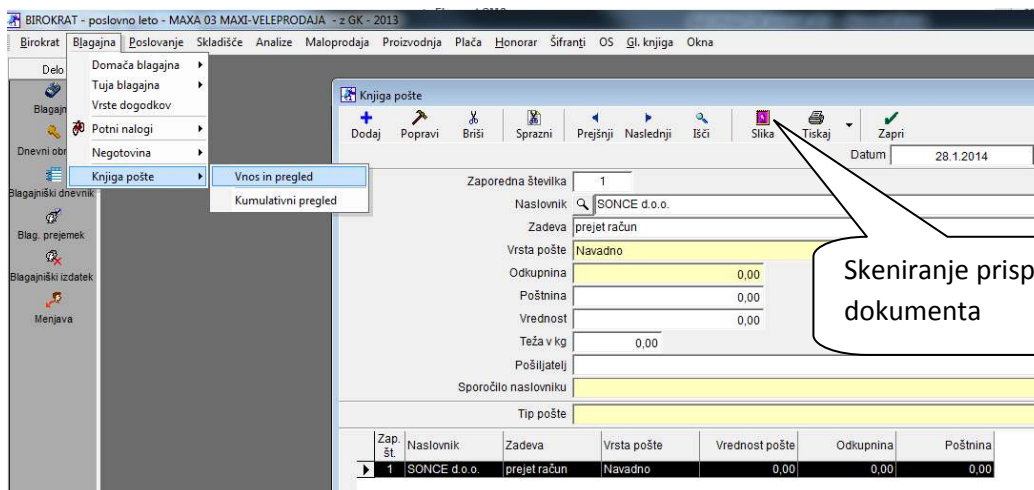 BIROKRAT - poslovno leto - MAXA 03 MAXI-VELEPRODAJA - z GK - 2013
Birokrat Blagajna Poslovanje Skladišče Analize Maloprodaja Proizvodnja Plača Honorar Šifranti OS Gl. knjiga Okna
Delo
Blagajn
Dnevni obr
Blagajniški dnevnik
Blag. prejemek
Blagajniški izdatek
Menjava
Domača blagajna
Tuja blagajna
Vrste dogodkov
Potni nalogi
Negotovina
Knjiga pošte
Vnos in pregled
Kumulativni pregled
Knjiga pošte
Dodaj Popravi Briši Sprazni Prejšnji Naslednji Išči Slika Tiskaj Zapri
Datum 28.1.2014
Zaporedna številka 1
Naslovnik SONCE d.o.o.
Zadeva prejet račun
Vrsta pošte Navadno
Odkupnina 0,00
Poštnina 0,00
Vrednost 0,00
Teža v kg 0,00
Pošiljatelj
Sporočilo naslovniku
Tip pošte
Skeniranje prisp
dokumenta
Zap. št. Naslovnik Zadeva Vrsta pošte Vrednost pošte Odkupnina Poštnina
1 SONCE d.o.o. prejet račun Navadno 0,00 0,00 0,00